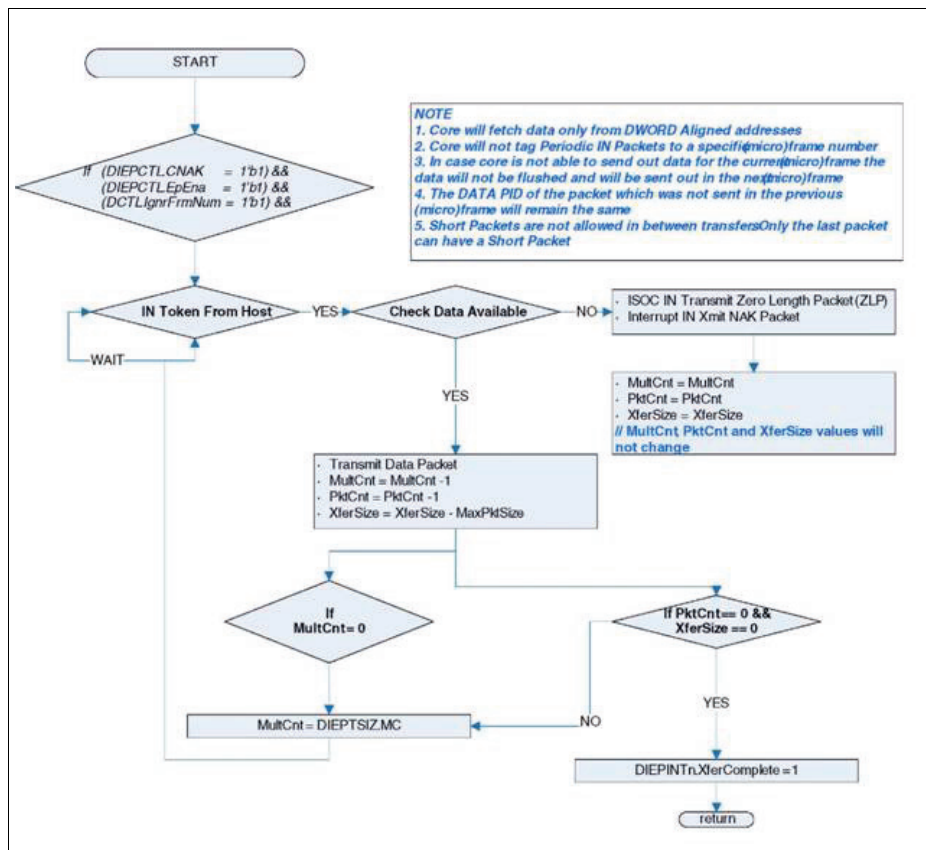 START
If (DIEPCTL.CNAK = 1'b1) &&
(DIEPCTL.EpEna = 1'b1) &&
(DCTL.IgnrFrmNum = 1'b1) &&
NOTE
1. Core will fetch data only from DWORD Aligned addresses
2. Core will not tag Periodic IN Packets to a specific(micro)frame number
3. In case core is not able to send out data for the current(micro)frame the
data will not be flushed and will be sent out in the next(micro)frame
4. The DATA PID of the packet which was not sent in the previous
(micro)frame will remain the same
5. Short Packets are not allowed in between transfersOnly the last packet
can have a Short Packet
IN Token From Host
YES
Check Data Available
NO
· ISOC IN Transmit Zero Length Packet(ZLP)
· Interrupt IN Xmit NAK Packet
WAIT
· MultCnt = MultCnt
· PktCnt = PktCnt
· XferSize = XferSize
// MultCnt, PktCnt and XferSize values will
not change
YES
· Transmit Data Packet
· MultCnt = MultCnt -1
· PktCnt = PktCnt -1
· XferSize = XferSize - MaxPktSize
If
MultCnt= 0
If PktCnt== 0 &&
XferSize == 0
YES
NO
MultCnt= DIEPTSIZ.MC
DIEPINTn.XferComplete =1
return